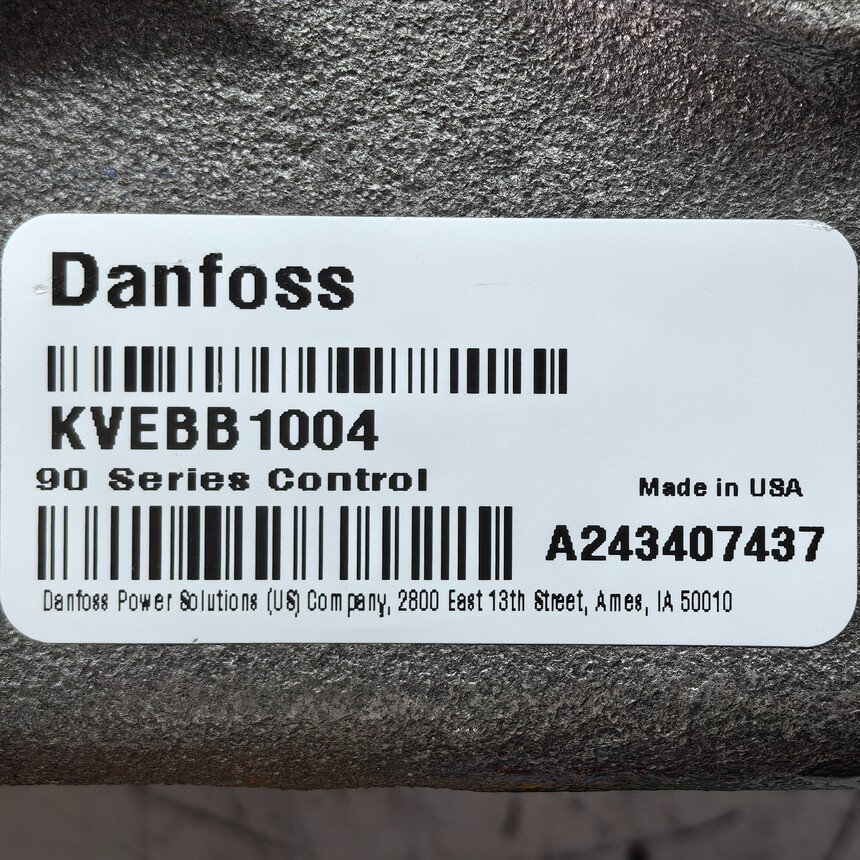 Danfoss
KVEBB1004
90 Series Control
Made in USA
A243407437
Danfoss Power Solutions (US) Company, 2800 East 13th Street, Ames, IA 50010